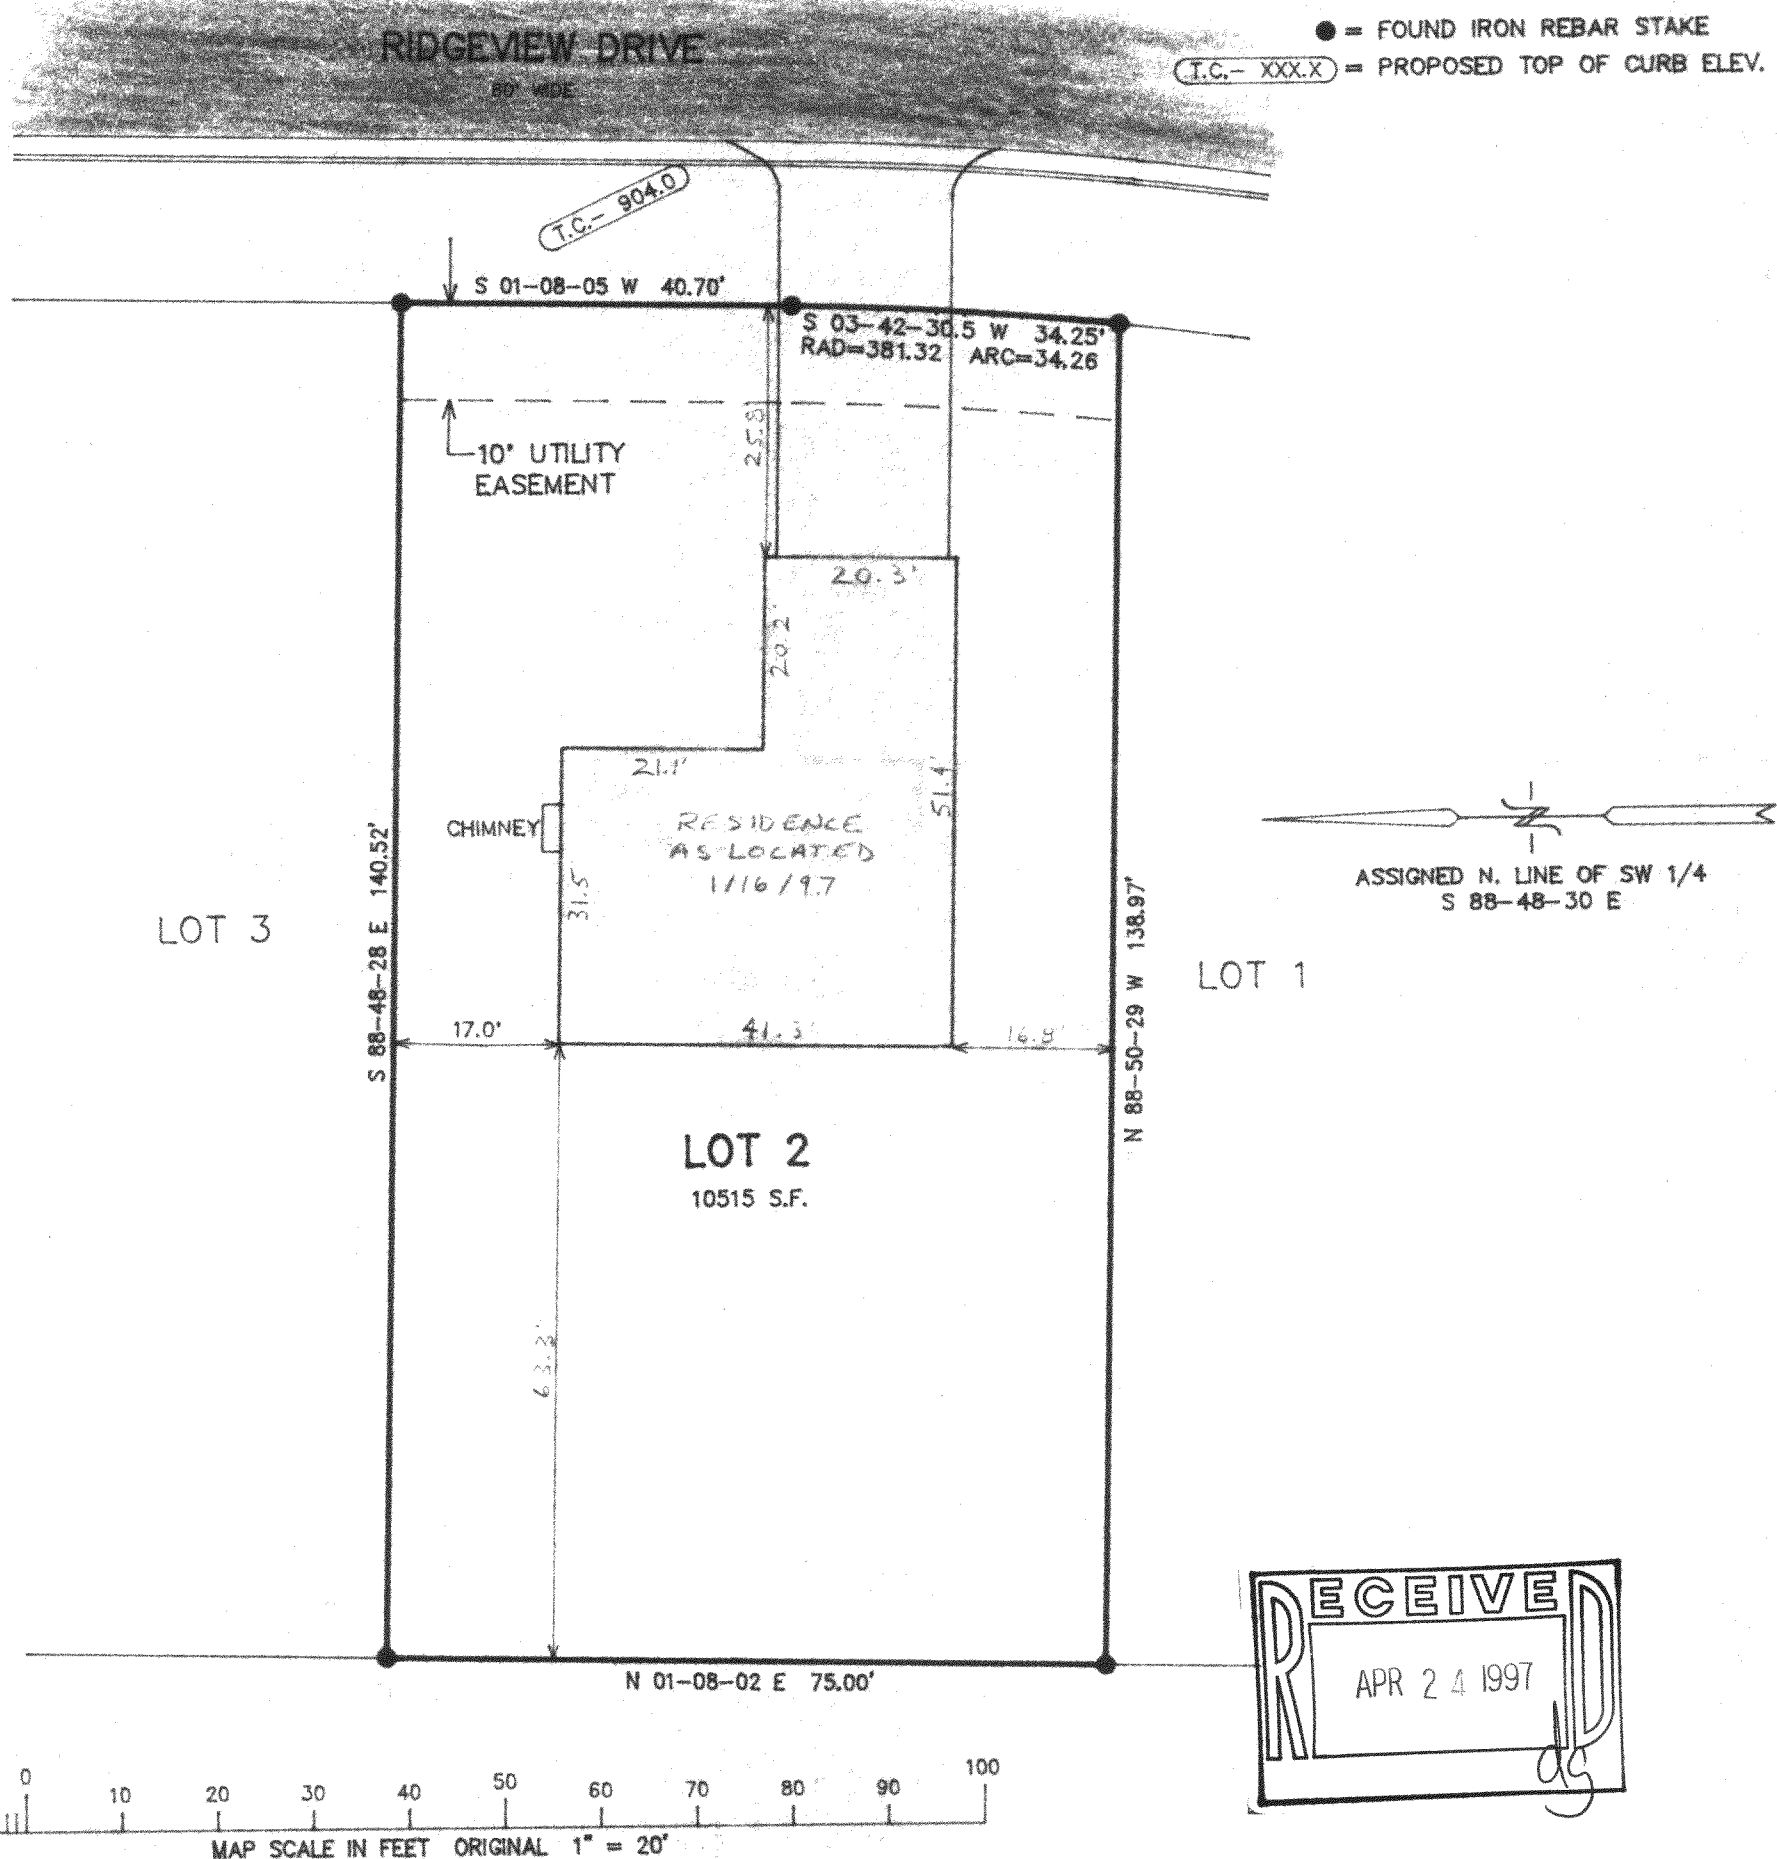 RIDGEVIEW DRIVE
60' WIDE
● = FOUND IRON REBAR STAKE
T.C.- XXX.X = PROPOSED TOP OF CURB ELEV.
T.C.- 904.0
S 01-08-05 W 40.70'
S 03-42-30.5 W 34.25'
RAD=381.32 ARC=34.26
25.8
10' UTILITY
EASEMENT
20.3'
20.2'
21.1'
51.4'
CHIMNEY
RESIDENCE
AS LOCATED
1/16/97
31.5
S 88-48-28 E 140.52'
LOT 3
17.0'
41.3
16.8'
N 88-50-29 W 138.97'
LOT 1
ASSIGNED N. LINE OF SW 1/4
S 88-48-30 E
LOT 2
10515 S.F.
63.3'
N 01-08-02 E 75.00'
RECEIVED
APR 24 1997
0 10 20 30 40 50 60 70 80 90 100
MAP SCALE IN FEET ORIGINAL 1" = 20'